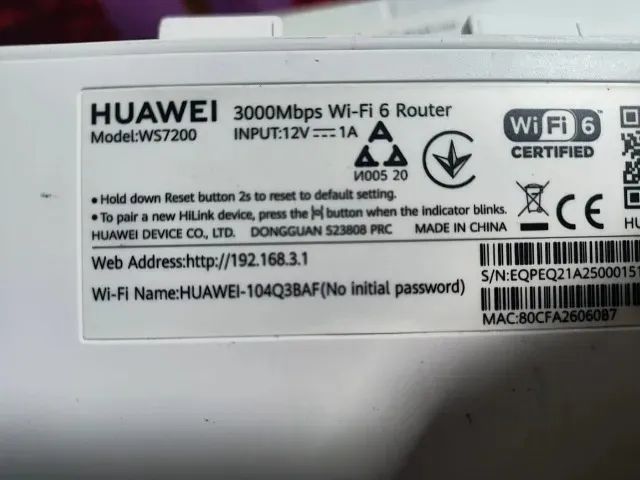 HUAWEI 3000Mbps Wi-Fi 6 Router
Model:WS7200 INPUT:12V⎓1A
И005 20
Wi Fi 6
CERTIFIED
• Hold down Reset button 2s to reset to default setting.
• To pair a new HiLink device, press the button when the indicator blinks.
HUAWEI DEVICE CO., LTD. DONGGUAN 523808 PRC MADE IN CHINA
CE
HU
Web Address:http://192.168.3.1
S/N:EQPEQ21A25000151
Wi-Fi Name:HUAWEI-104Q3BAF(No initial password)
MAC:80CFA2606087